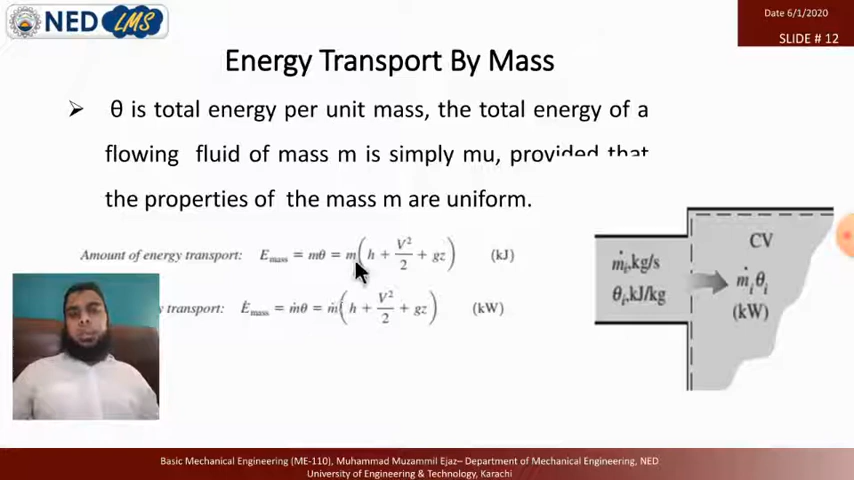 NED LMS
Date 6/1/2020
SLIDE # 12
Energy Transport By Mass
➢ θ is total energy per unit mass, the total energy of a
flowing fluid of mass m is simply mu, provided that
the properties of the mass m are uniform.
Amount of energy transport: E_mass = mθ = m(h + V²/2 + gz) (kJ)
transport: Ė_mass = ṁθ = ṁ(h + V²/2 + gz) (kW)
CV
ṁᵢ,kg/s
θᵢ,kJ/kg
ṁᵢθᵢ
(kW)
Basic Mechanical Engineering (ME-110), Muhammad Muzammil Ejaz– Department of Mechanical Engineering, NED
University of Engineering & Technology, Karachi